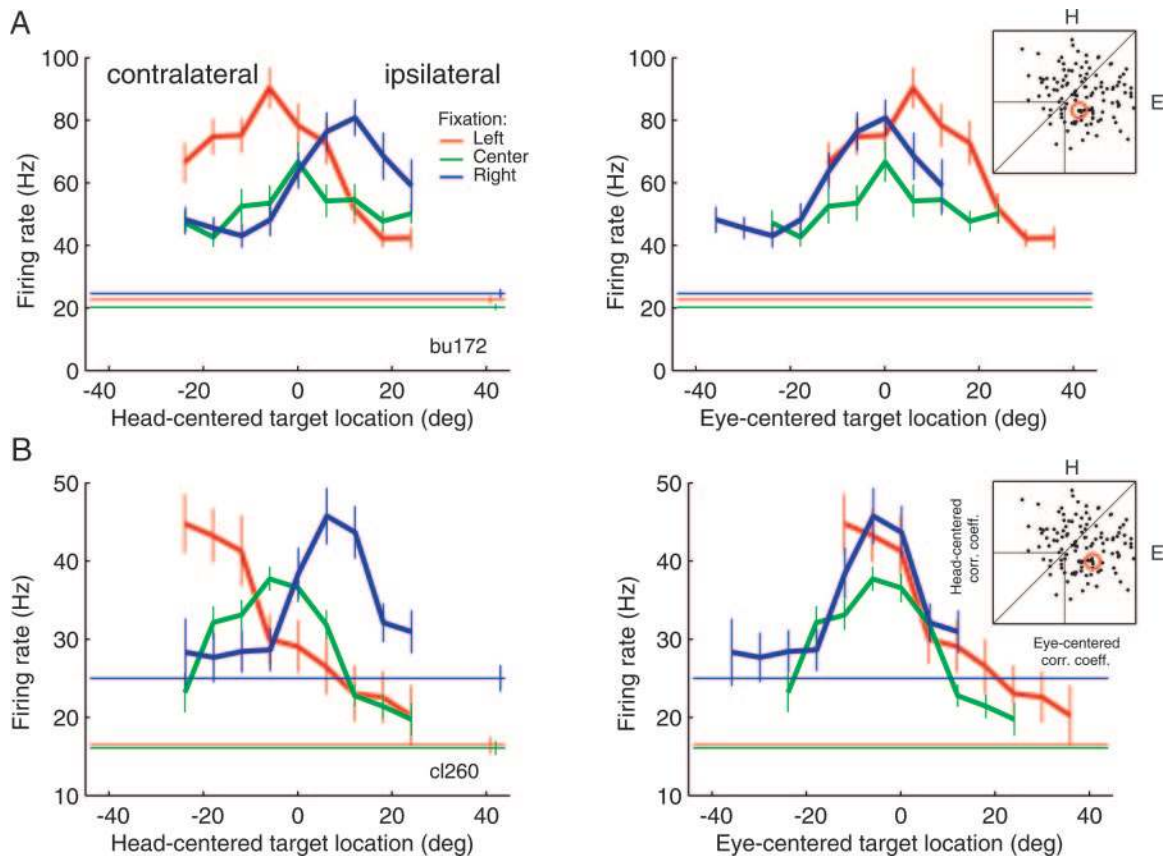 A
contralateral
ipsilateral
Fixation:
Left
Center
Right
Firing rate (Hz)
100
80
60
40
20
0
bu172
-40
-20
0
20
40
Head-centered target location (deg)
H
E
Firing rate (Hz)
100
80
60
40
20
0
-40
-20
0
20
40
Eye-centered target location (deg)
B
Firing rate (Hz)
50
40
30
20
10
cl260
-40
-20
0
20
40
Head-centered target location (deg)
H
E
Head-centered
corr. coeff.
Eye-centered
corr. coeff.
Firing rate (Hz)
50
40
30
20
10
-40
-20
0
20
40
Eye-centered target location (deg)